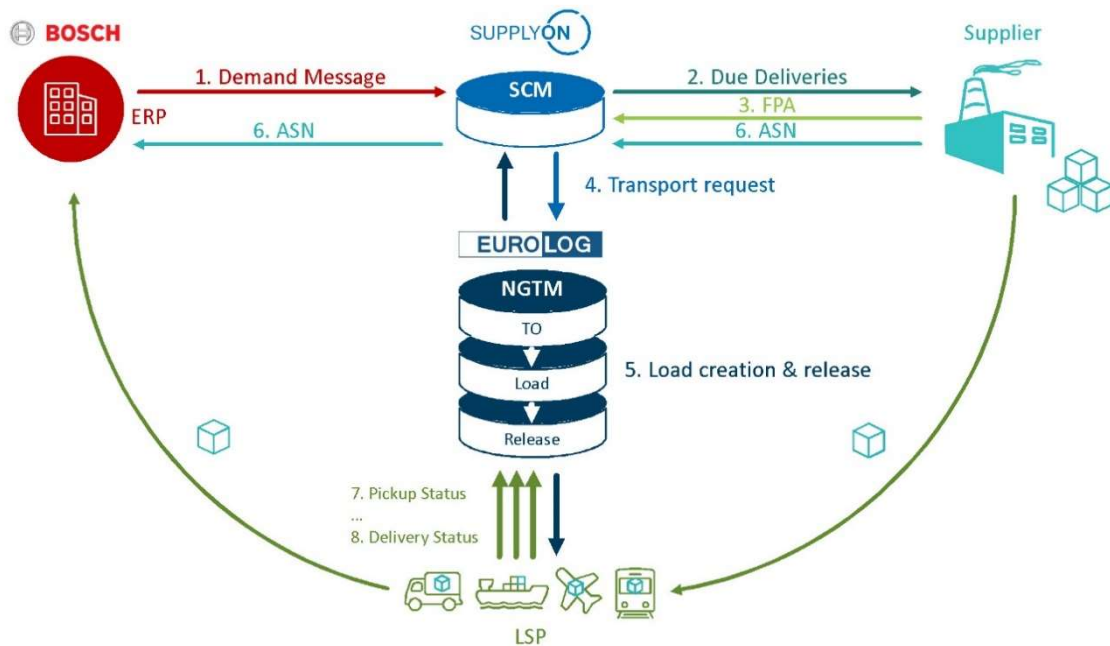 BOSCH
SUPPLYON
Supplier
1. Demand Message
SCM
2. Due Deliveries
3. FPA
ERP
6. ASN
6. ASN
4. Transport request
EUROLOG
NGTM
TO
5. Load creation & release
Load
Release
7. Pickup Status
...
8. Delivery Status
LSP